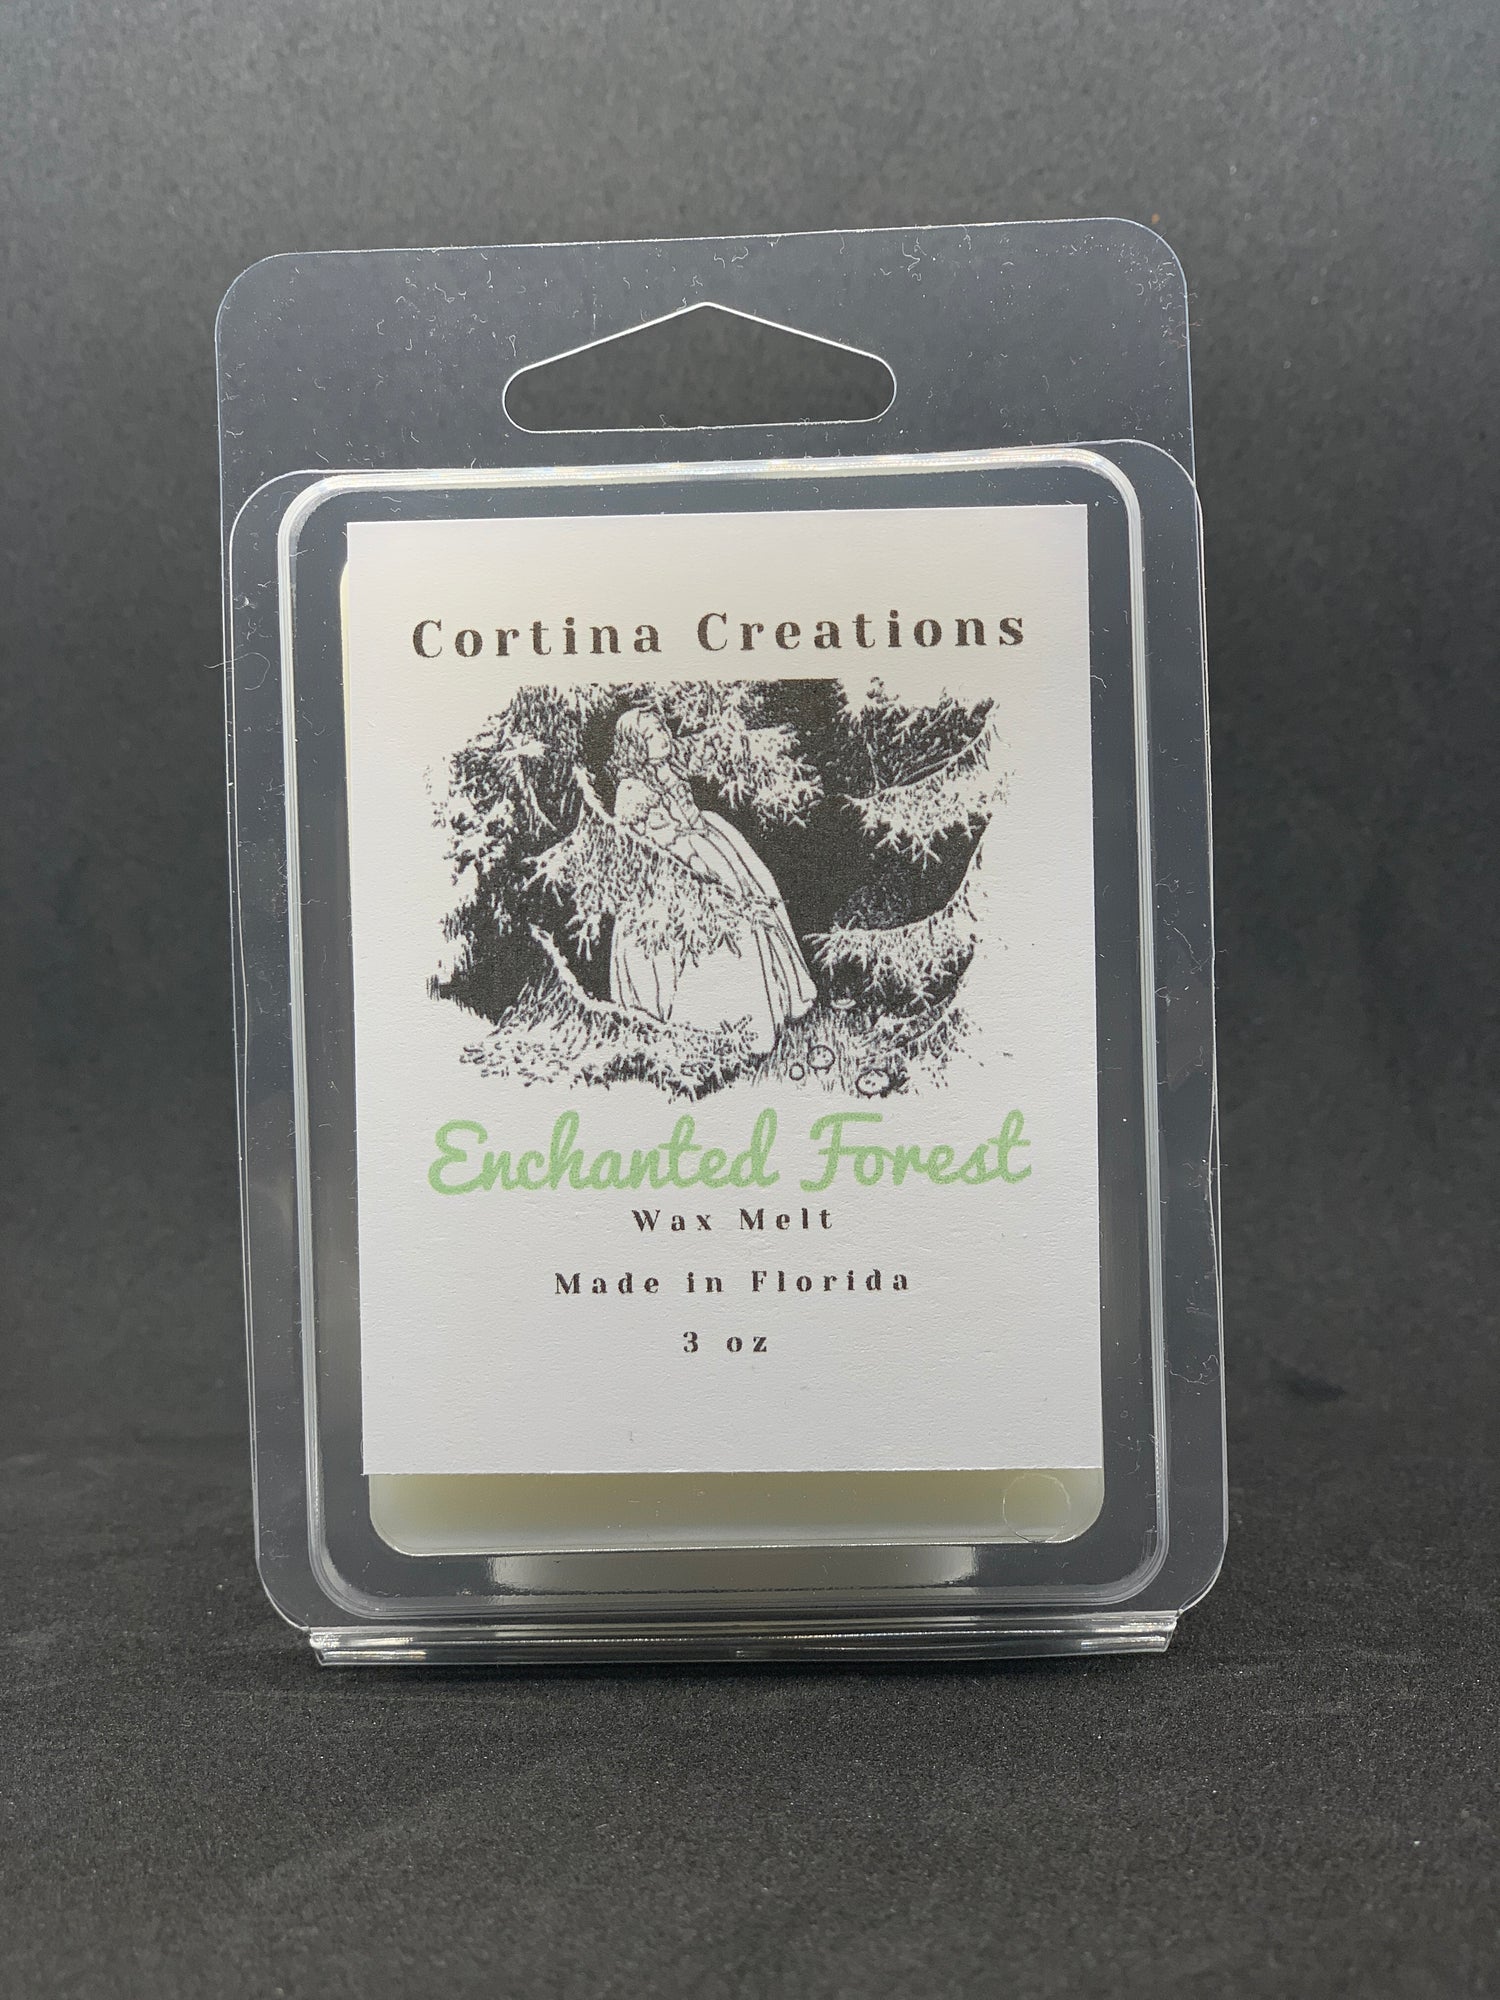 Cortina Creations
Enchanted Forest
Wax Melt
Made in Florida
3 oz